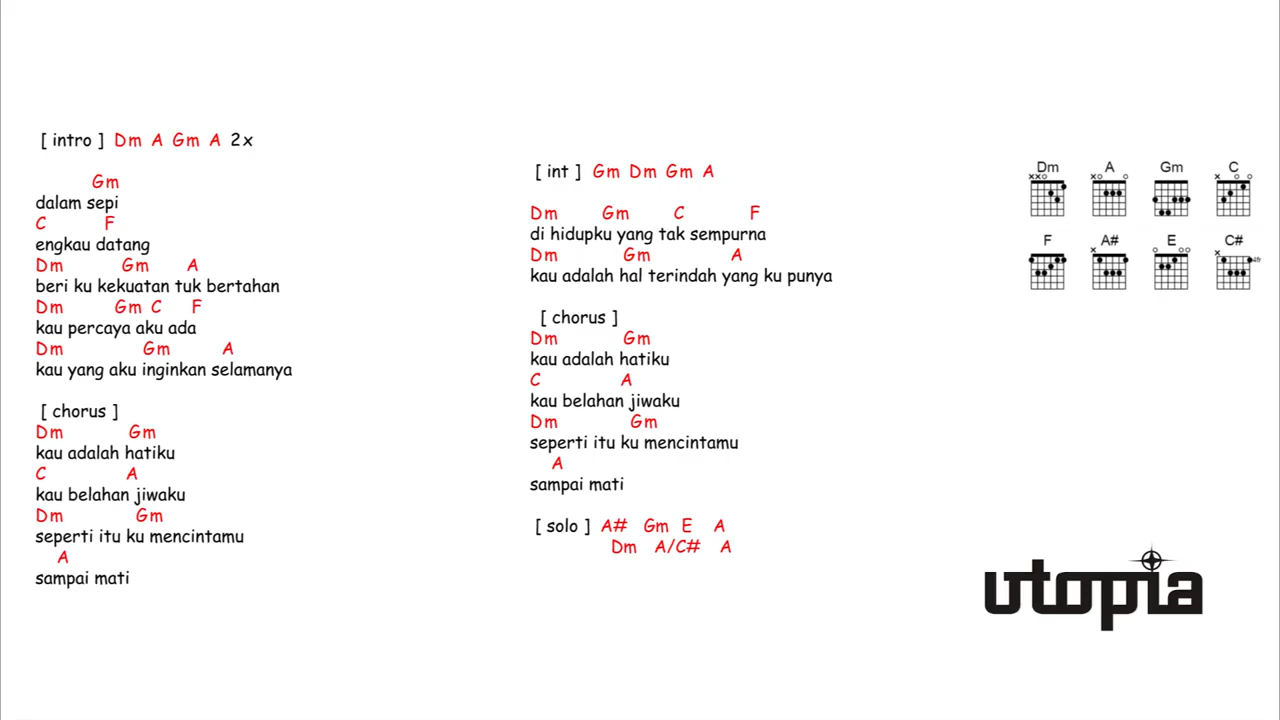 [ intro ] Dm A Gm A 2x
Gm
dalam sepi
C F
engkau datang
Dm Gm A
beri ku kekuatan tuk bertahan
Dm Gm C F
kau percaya aku ada
Dm Gm A
kau yang aku inginkan selamanya
[ chorus ]
Dm Gm
kau adalah hatiku
C A
kau belahan jiwaku
Dm Gm
seperti itu ku mencintamu
A
sampai mati
[ int ] Gm Dm Gm A
Dm Gm C F
di hidupku yang tak sempurna
Dm Gm A
kau adalah hal terindah yang ku punya
[ chorus ]
Dm Gm
kau adalah hatiku
C A
kau belahan jiwaku
Dm Gm
seperti itu ku mencintamu
A
sampai mati
[ solo ] A# Gm E A
Dm A/C# A
Dm A Gm C
F A# E C#
4fr
utopia